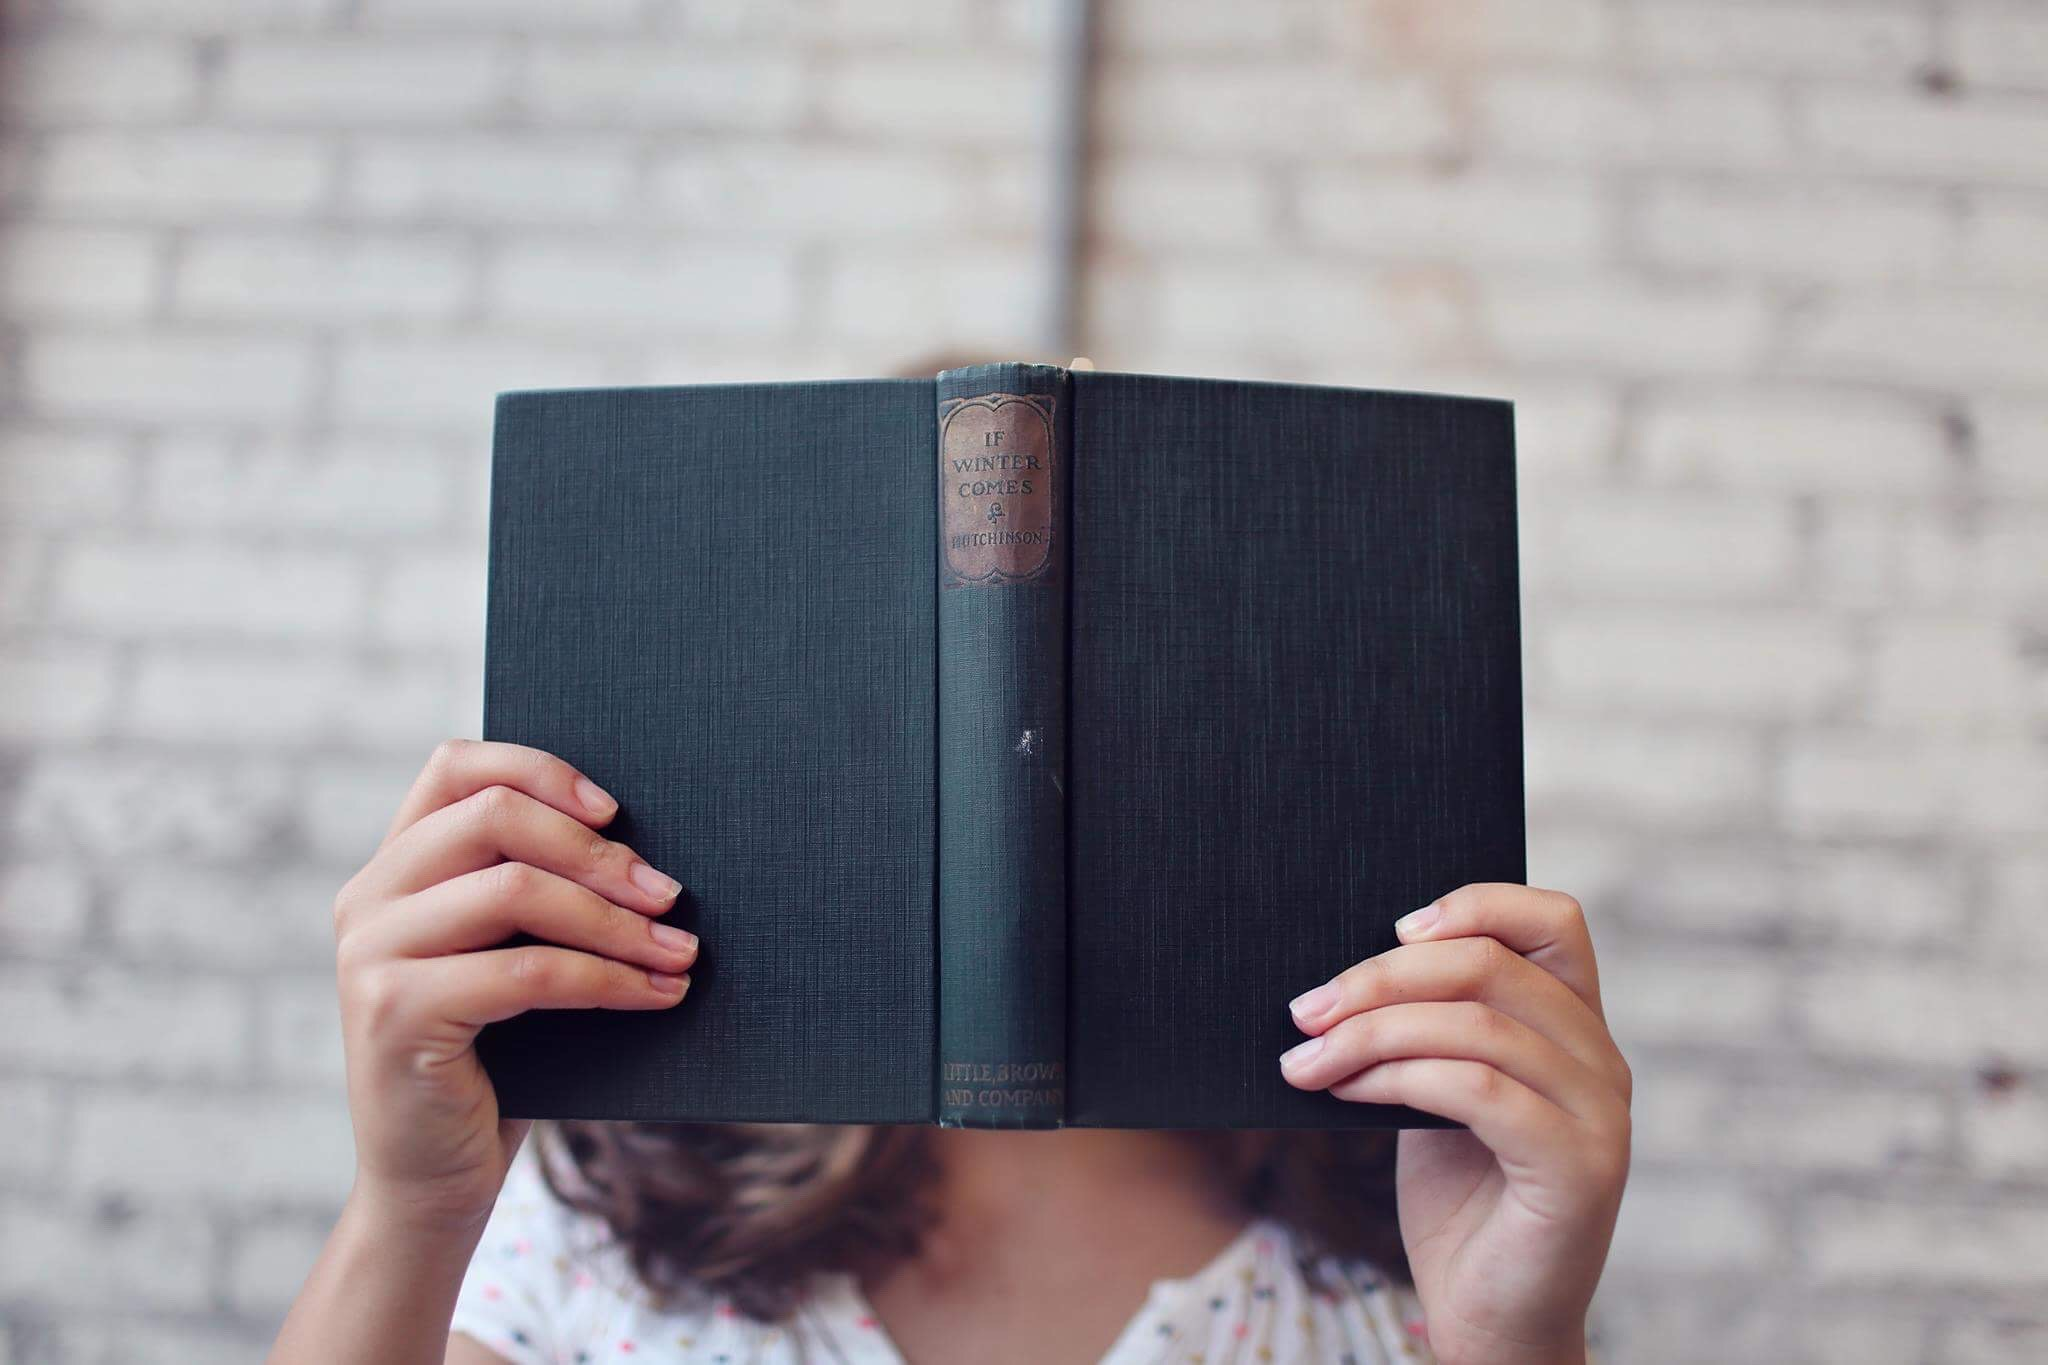 IF
WINTER
COMES
HUTCHINSON
LITTLE, BROWN
AND COMPANY